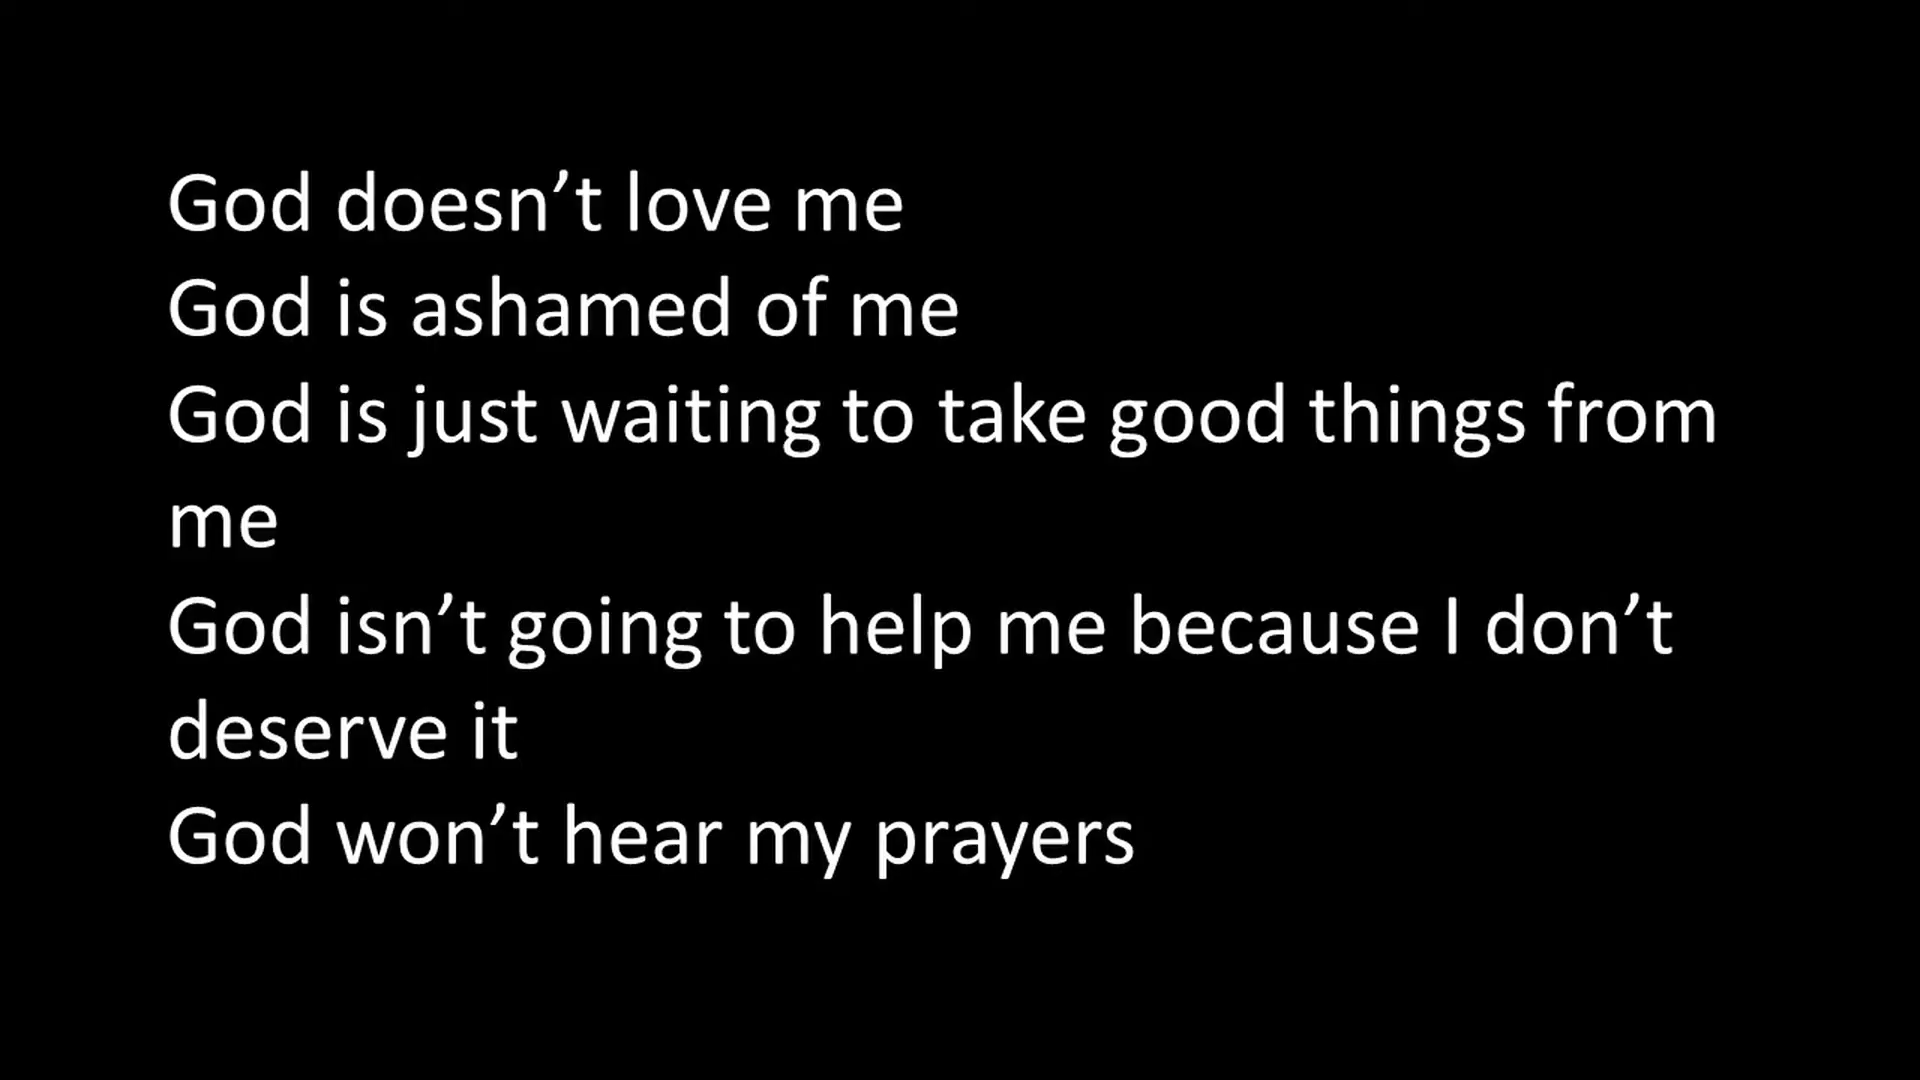 God doesn’t love me
God is ashamed of me
God is just waiting to take good things from
me
God isn’t going to help me because I don’t
deserve it
God won’t hear my prayers